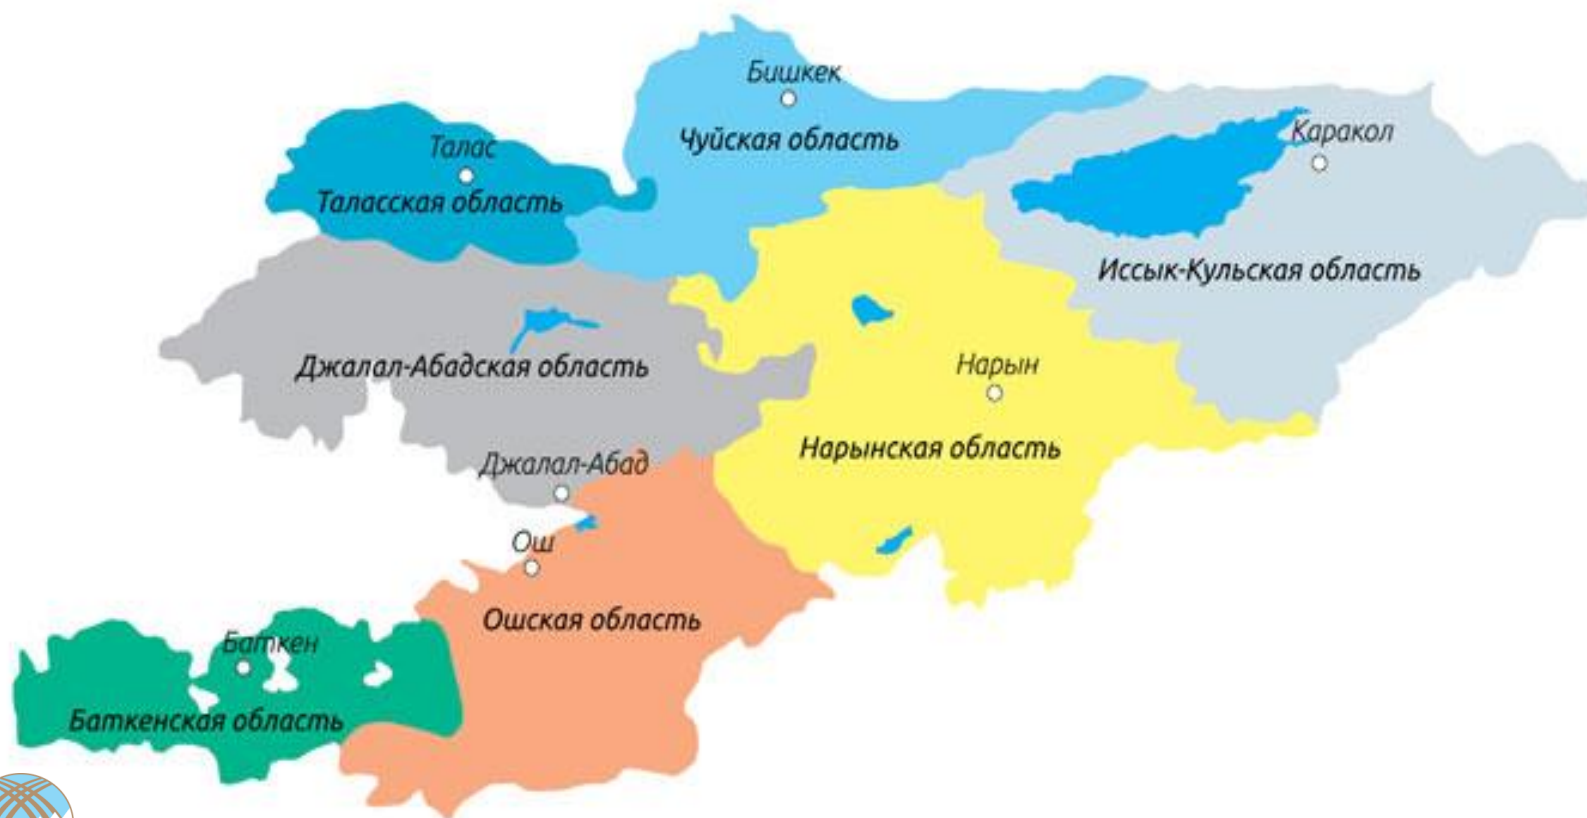 Бишкек
Чуйская область
Каракол
Талас
Таласская область
Иссык-Кульская область
Джалал-Абадская область
Нарын
Нарынская область
Джалал-Абад
Ош
Ошская область
Баткен
Баткенская область